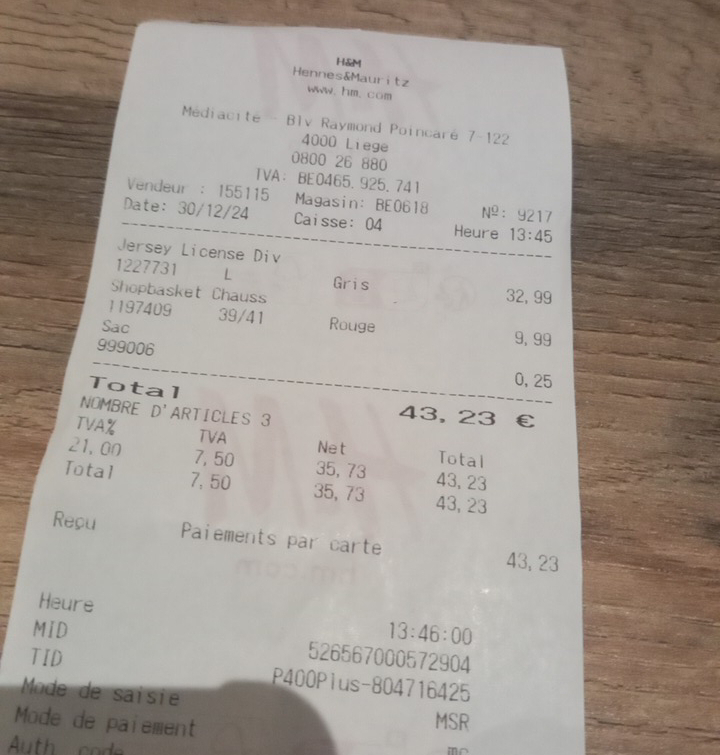 H&M
Hennes&Mauritz
www.hm.com
Médiacité - Blv Raymond Poincaré 7-122
4000 Liege
0800 26 880
TVA: BE0465.925.741
Vendeur : 155115 Magasin: BE0618 Nº: 9217
Date: 30/12/24 Caisse: 04 Heure 13:45
Jersey License Div
1227731 L Gris 32,99
Shopbasket Chauss
1197409 39/41 Rouge 9,99
Sac
999006 0,25
Total 43,23 €
NOMBRE D'ARTICLES 3
TVA% TVA Net Total
21,00 7,50 35,73 43,23
Total 7,50 35,73 43,23
Reçu Paiements par carte 43,23
Heure 13:46:00
MID 526567000572904
TID P400Plus-804716425
Mode de saisie MSR
Mode de paiement mc
Auth. code